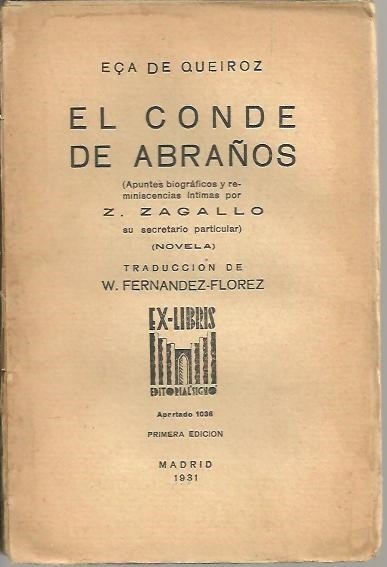 EÇA DE QUEIROZ
EL CONDE
DE ABRAÑOS
(Apuntes biográficos y re-
miniscencias íntimas por
Z. ZAGALLO
su secretario particular)
(NOVELA)
TRADUCCION DE
W. FERNANDEZ-FLOREZ
EX-LIBRIS
EDITORIAL "SIGNO"
Apartado 1036
PRIMERA EDICION
MADRID
1931